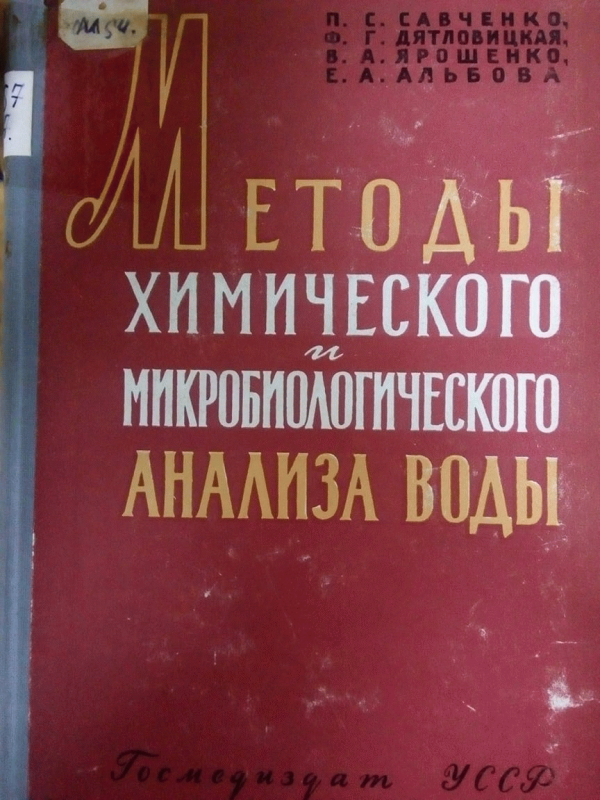 П. С. САВЧЕНКО,
Ф. Г. ДЯТЛОВИЦКАЯ,
В. А. ЯРОШЕНКО,
Е. А. АЛЬБОВА
МЕТОДЫ
ХИМИЧЕСКОГО
и
МИКРОБИОЛОГИЧЕСКОГО
АНАЛИЗА ВОДЫ
Госмедиздат УССР